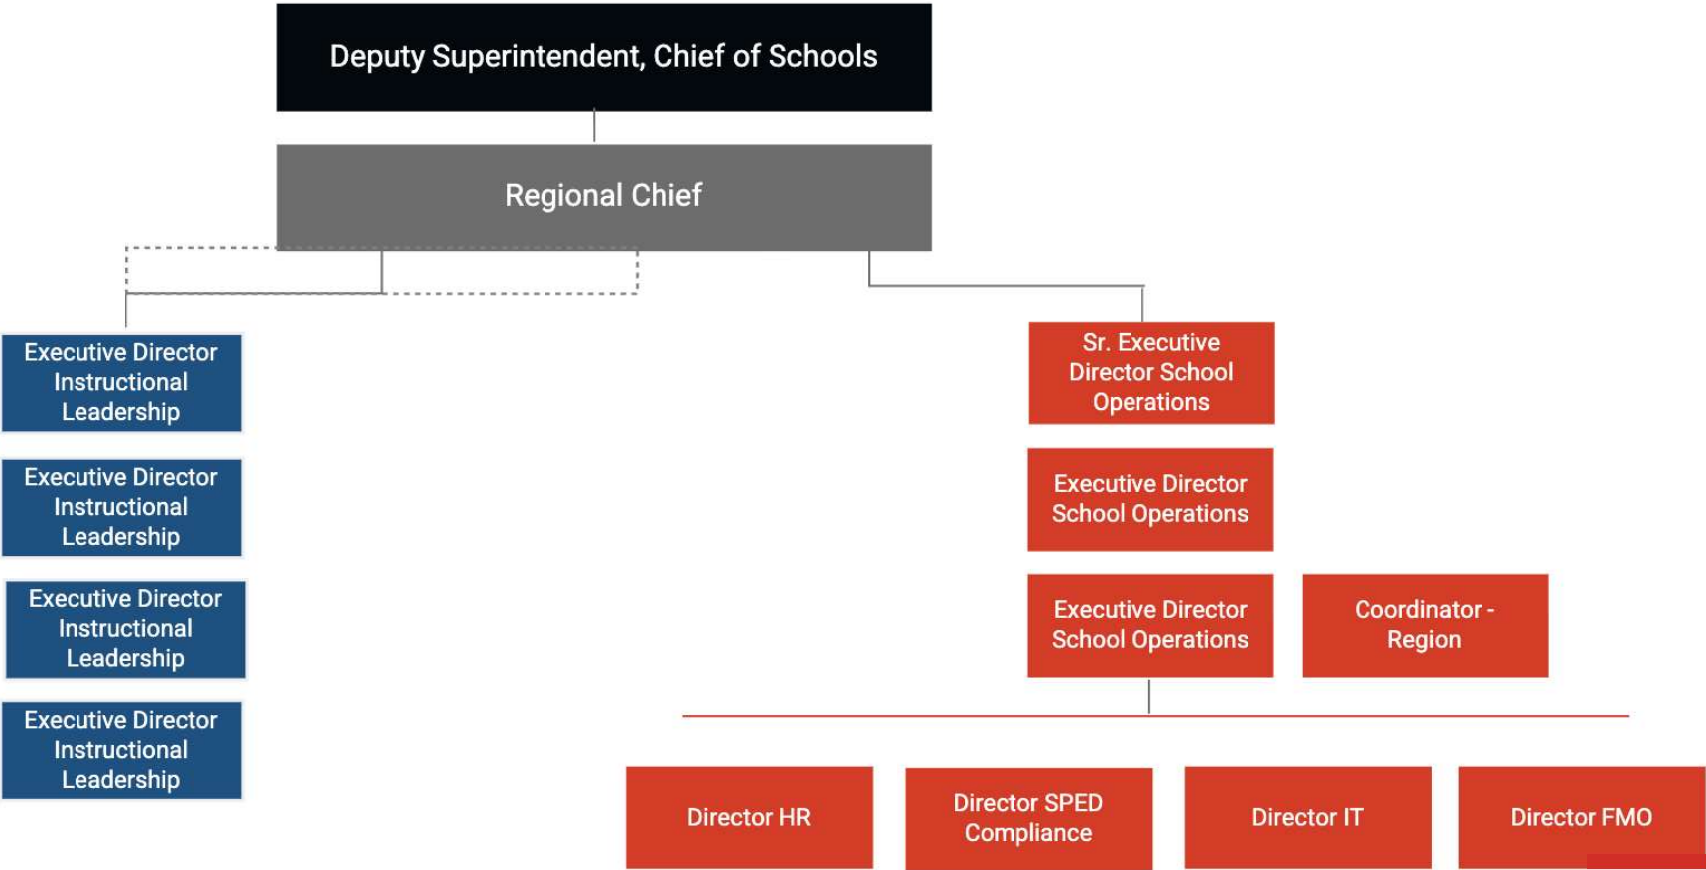 Deputy Superintendent, Chief of Schools
Regional Chief
Executive Director
Instructional
Leadership
Executive Director
Instructional
Leadership
Executive Director
Instructional
Leadership
Executive Director
Instructional
Leadership
Sr. Executive
Director School
Operations
Executive Director
School Operations
Executive Director
School Operations
Coordinator -
Region
Director HR
Director SPED
Compliance
Director IT
Director FMO